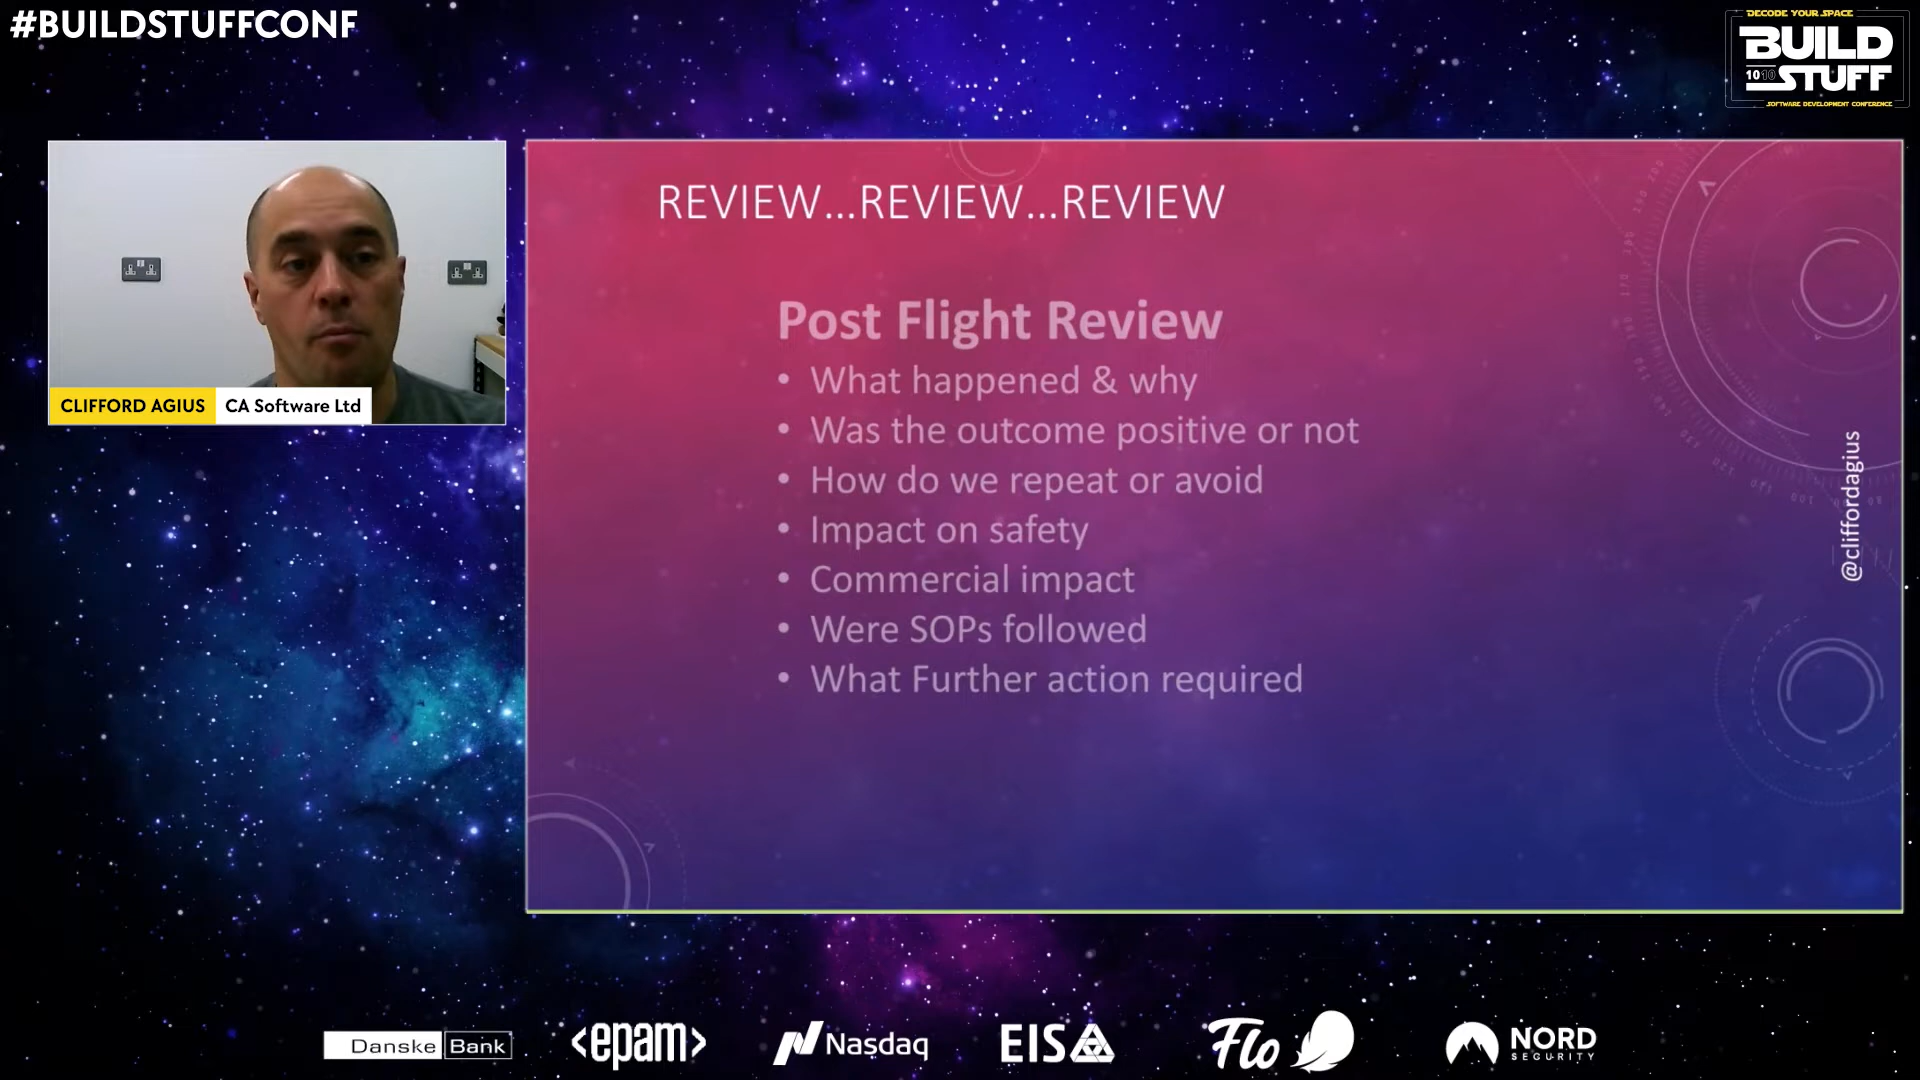 #BUILDSTUFFCONF
DECODE YOUR SPACE
BUILD
STUFF
SOFTWARE DEVELOPMENT CONFERENCE
CLIFFORD AGIUS CA Software Ltd
REVIEW...REVIEW...REVIEW
Post Flight Review
• What happened & why
• Was the outcome positive or not
• How do we repeat or avoid
• Impact on safety
• Commercial impact
• Were SOPs followed
• What Further action required
@cliffordagius
Danske Bank
<epam>
Nasdaq
EIS
Flo
NORD
SECURITY